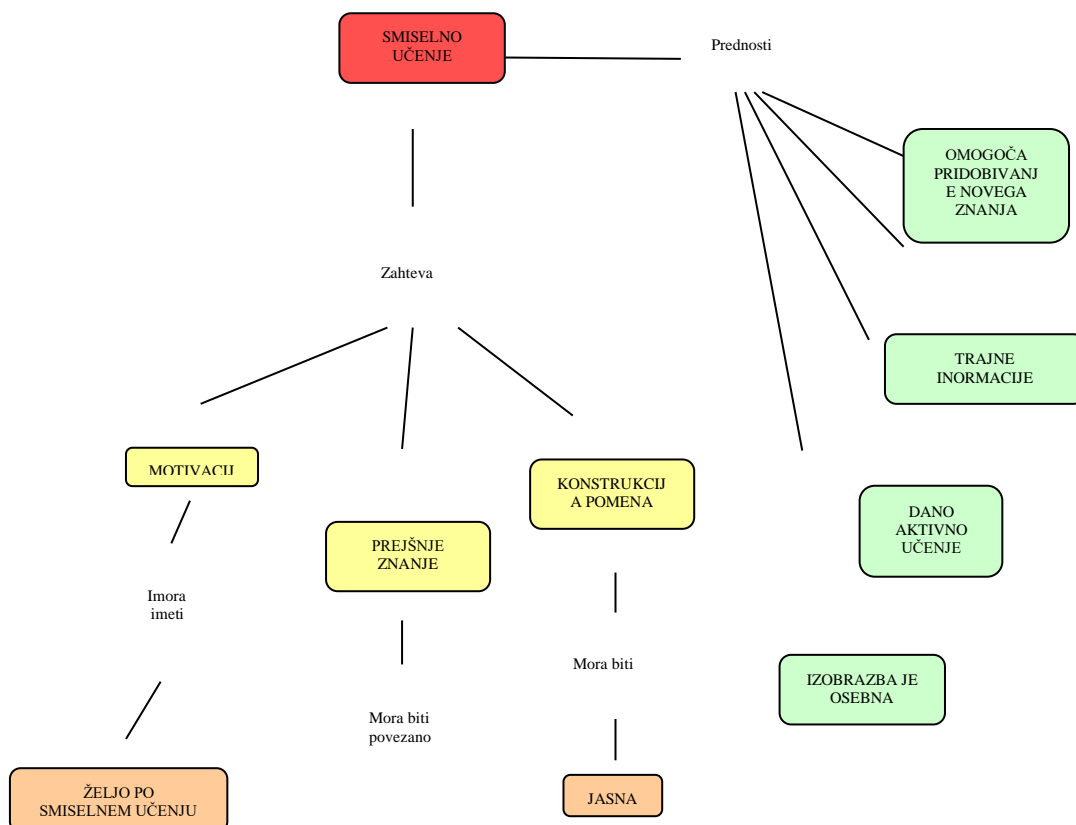 SMISELNO
UČENJE
Prednosti
OMOGOČA
PRIDOBIVANJ
E NOVEGA
ZNANJA
Zahteva
TRAJNE
INORMACIJE
MOTIVACIJ
KONSTRUKCIJ
A POMENA
DANO
AKTIVNO
UČENJE
PREJŠNJE
ZNANJE
Imora
imeti
Mora biti
IZOBRAZBA JE
OSEBNA
Mora biti
povezano
ŽELJO PO
SMISELNEM UČENJU
JASNA